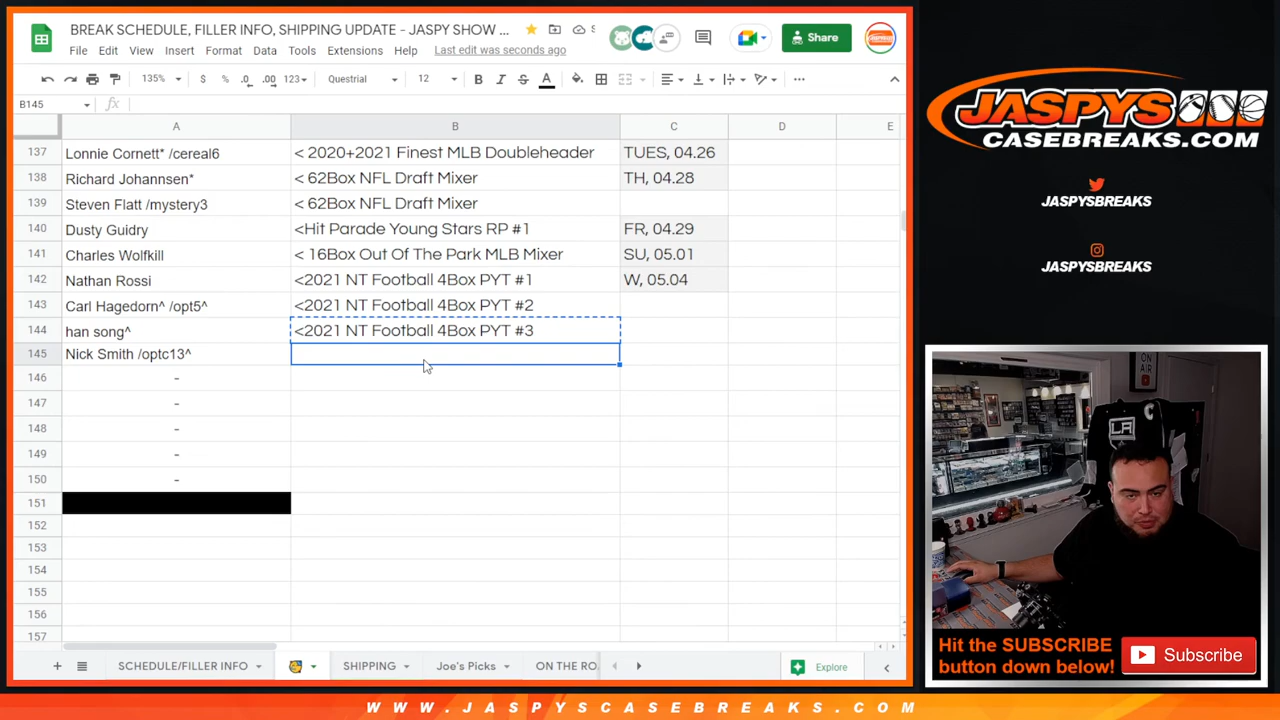 BREAK SCHEDULE, FILLER INFO, SHIPPING UPDATE - JASPY SHOW ...
File Edit View Insert Format Data Tools Extensions Help Last edit was seconds ago
Share
135% $ % .0 .00 123 Questrial 12 B I S A
B145 fx
A B C D E
137 Lonnie Cornett* /cereal6 < 2020+2021 Finest MLB Doubleheader TUES, 04.26
138 Richard Johannsen* < 62Box NFL Draft Mixer TH, 04.28
139 Steven Flatt /mystery3 < 62Box NFL Draft Mixer
140 Dusty Guidry <Hit Parade Young Stars RP #1 FR, 04.29
141 Charles Wolfkill < 16Box Out Of The Park MLB Mixer SU, 05.01
142 Nathan Rossi <2021 NT Football 4Box PYT #1 W, 05.04
143 Carl Hagedorn^ /opt5^ <2021 NT Football 4Box PYT #2
144 han song^ <2021 NT Football 4Box PYT #3
145 Nick Smith /optc13^
146 -
147 -
148 -
149 -
150 -
151
152
153
154
155
156
157
+ SCHEDULE/FILLER INFO SHIPPING Joe's Picks ON THE RO Explore
JASPYS
CASEBREAKS.COM
JASPYSBREAKS
JASPYSBREAKS
ON AIR
LA
C
Hit the SUBSCRIBE
button down below!
Subscribe
WWW.JASPYSCASEBREAKS.COM